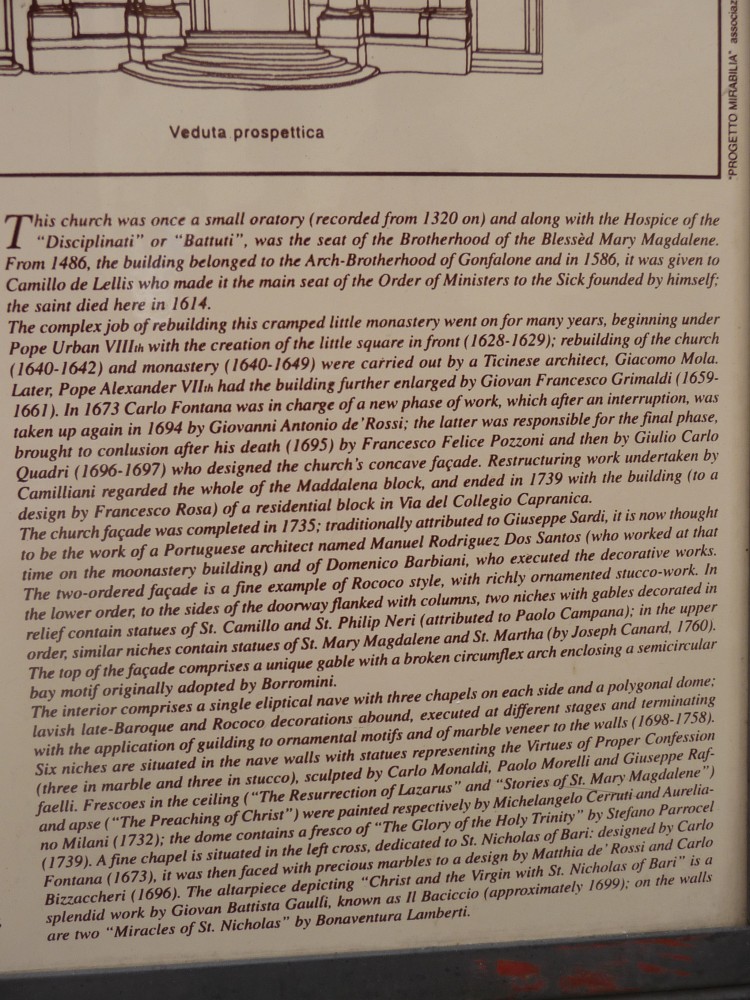 Veduta prospettica
"PROGETTO MIRABILIA" associaz
This church was once a small oratory (recorded from 1320 on) and along with the Hospice of the
"Disciplinati" or "Battuti", was the seat of the Brotherhood of the Blessèd Mary Magdalene.
From 1486, the building belonged to the Arch-Brotherhood of Gonfalone and in 1586, it was given to
Camillo de Lellis who made it the main seat of the Order of Ministers to the Sick founded by himself;
the saint died here in 1614.
The complex job of rebuilding this cramped little monastery went on for many years, beginning under
Pope Urban VIIIth with the creation of the little square in front (1628-1629); rebuilding of the church
(1640-1642) and monastery (1640-1649) were carried out by a Ticinese architect, Giacomo Mola.
Later, Pope Alexander VIIth had the building further enlarged by Giovan Francesco Grimaldi (1659-
1661). In 1673 Carlo Fontana was in charge of a new phase of work, which after an interruption, was
taken up again in 1694 by Giovanni Antonio de'Rossi; the latter was responsible for the final phase,
brought to conlusion after his death (1695) by Francesco Felice Pozzoni and then by Giulio Carlo
Quadri (1696-1697) who designed the church's concave façade. Restructuring work undertaken by
Camilliani regarded the whole of the Maddalena block, and ended in 1739 with the building (to a
design by Francesco Rosa) of a residential block in Via del Collegio Capranica.
The church façade was completed in 1735; traditionally attributed to Giuseppe Sardi, it is now thought
to be the work of a Portuguese architect named Manuel Rodriguez Dos Santos (who worked at that
time on the moonastery building) and of Domenico Barbiani, who executed the decorative works.
The two-ordered façade is a fine example of Rococo style, with richly ornamented stucco-work. In
the lower order, to the sides of the doorway flanked with columns, two niches with gables decorated in
relief contain statues of St. Camillo and St. Philip Neri (attributed to Paolo Campana); in the upper
order, similar niches contain statues of St. Mary Magdalene and St. Martha (by Joseph Canard, 1760).
The top of the façade comprises a unique gable with a broken circumflex arch enclosing a semicircular
bay motif originally adopted by Borromini.
The interior comprises a single eliptical nave with three chapels on each side and a polygonal dome;
lavish late-Baroque and Rococo decorations abound, executed at different stages and terminating
with the application of guilding to ornamental motifs and of marble veneer to the walls (1698-1758).
Six niches are situated in the nave walls with statues representing the Virtues of Proper Confession
(three in marble and three in stucco), sculpted by Carlo Monaldi, Paolo Morelli and Giuseppe Raf-
faelli. Frescoes in the ceiling ("The Resurrection of Lazarus" and "Stories of St. Mary Magdalene")
and apse ("The Preaching of Christ") were painted respectively by Michelangelo Cerruti and Aurelia-
no Milani (1732); the dome contains a fresco of "The Glory of the Holy Trinity" by Stefano Parrocel
(1739). A fine chapel is situated in the left cross, dedicated to St. Nicholas of Bari: designed by Carlo
Fontana (1673), it was then faced with precious marbles to a design by Matthia de' Rossi and Carlo
Bizzaccheri (1696). The altarpiece depicting "Christ and the Virgin with St. Nicholas of Bari" is a
splendid work by Giovan Battista Gaulli, known as Il Baciccio (approximately 1699); on the walls
are two "Miracles of St. Nicholas" by Bonaventura Lamberti.